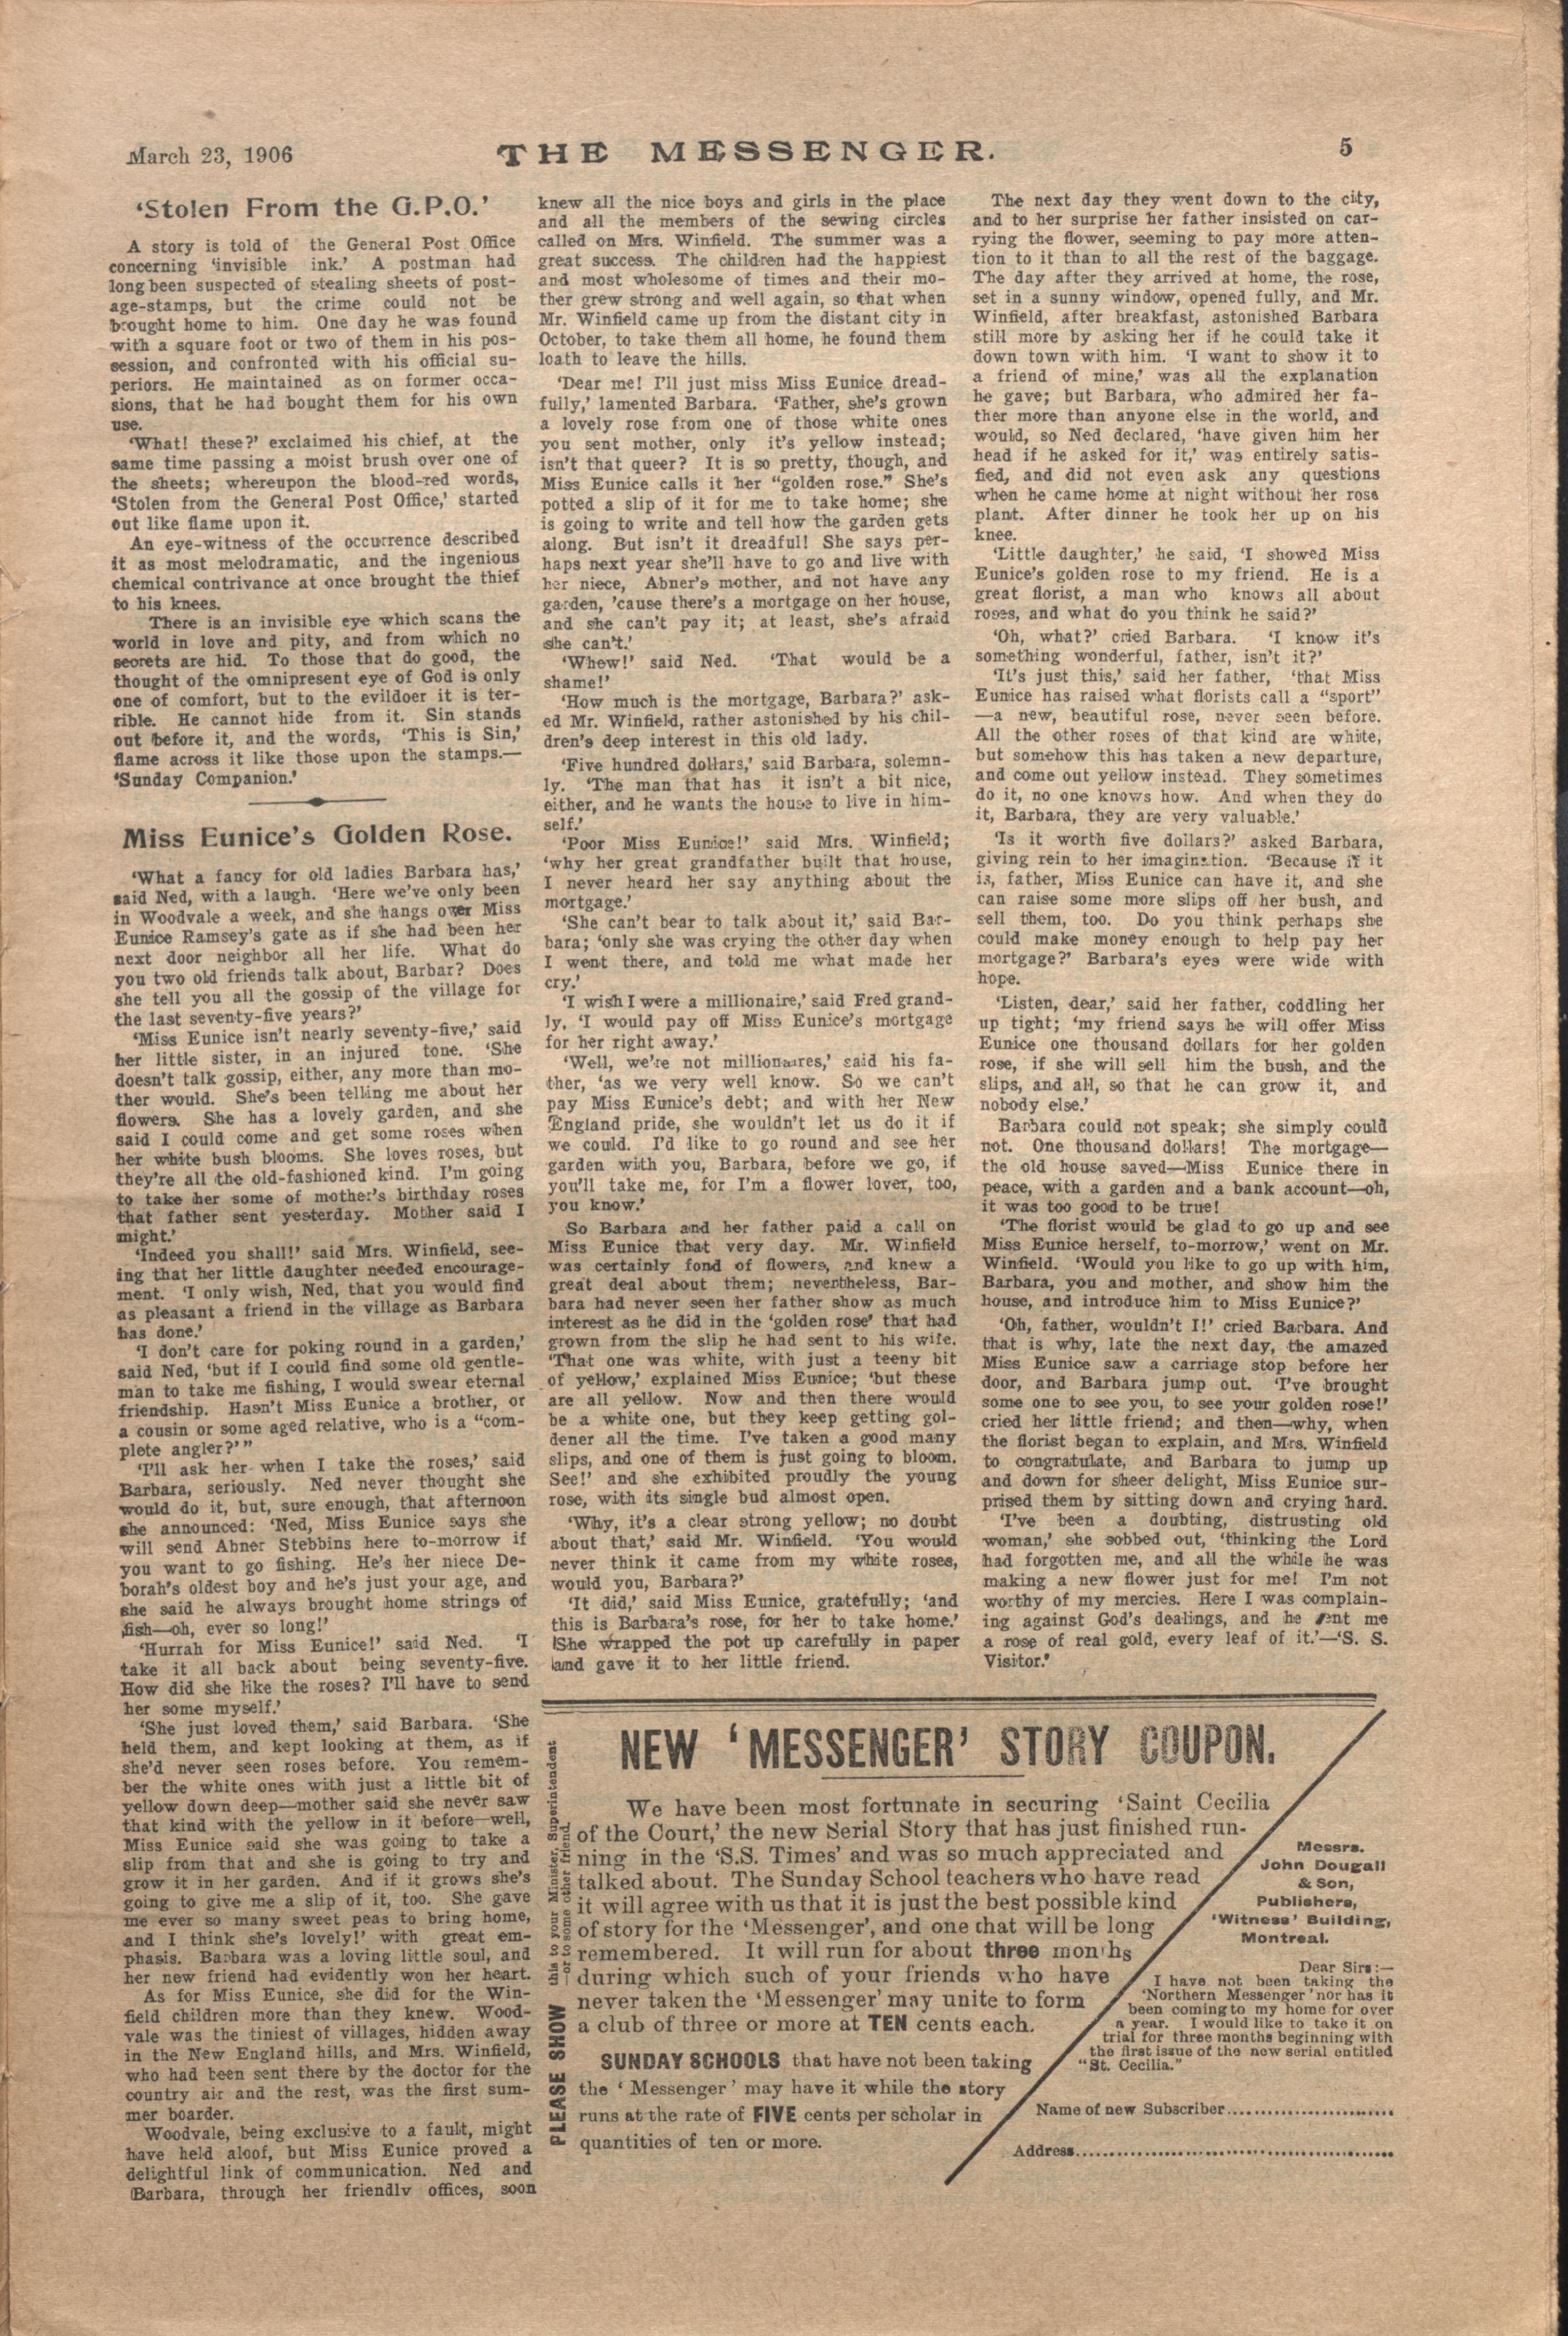 March 23, 1906
THE MESSENGER.
5
'Stolen From the G.P.O.'
A story is told of the General Post Office
concerning 'invisible ink.' A postman had
long been suspected of stealing sheets of post-
age-stamps, but the crime could not be
brought home to him. One day he was found
with a square foot or two of them in his pos-
session, and confronted with his official su-
periors. He maintained as on former occa-
sions, that he had bought them for his own
use.
'What! these?' exclaimed his chief, at the
same time passing a moist brush over one of
the sheets; whereupon the blood-red words,
'Stolen from the General Post Office,' started
out like flame upon it.
An eye-witness of the occurrence described
it as most melodramatic, and the ingenious
chemical contrivance at once brought the thief
to his knees.
There is an invisible eye which scans the
world in love and pity, and from which no
secrets are hid. To those that do good, the
thought of the omnipresent eye of God is only
one of comfort, but to the evildoer it is ter-
rible. He cannot hide from it. Sin stands
out before it, and the words, 'This is Sin,'
flame across it like those upon the stamps.—
'Sunday Companion.'
Miss Eunice's Golden Rose.
'What a fancy for old ladies Barbara has,'
said Ned, with a laugh. 'Here we've only been
in Woodvale a week, and she hangs over Miss
Eunice Ramsey's gate as if she had been her
next door neighbor all her life. What do
you two old friends talk about, Barbar? Does
she tell you all the gossip of the village for
the last seventy-five years?'
'Miss Eunice isn't nearly seventy-five,' said
her little sister, in an injured tone. 'She
doesn't talk gossip, either, any more than mo-
ther would. She's been telling me about her
flowers. She has a lovely garden, and she
said I could come and get some roses when
her white bush blooms. She loves roses, but
they're all the old-fashioned kind. I'm going
to take her some of mother's birthday roses
that father sent yesterday. Mother said I
might.'
'Indeed you shall!' said Mrs. Winfield, see-
ing that her little daughter needed encourage-
ment. 'I only wish, Ned, that you would find
as pleasant a friend in the village as Barbara
has done.'
'I don't care for poking round in a garden,'
said Ned, 'but if I could find some old gentle-
man to take me fishing, I would swear eternal
friendship. Hasn't Miss Eunice a brother, or
a cousin or some aged relative, who is a "com-
plete angler?'"
'I'll ask her when I take the roses,' said
Barbara, seriously. Ned never thought she
would do it, but, sure enough, that afternoon
she announced: 'Ned, Miss Eunice says she
will send Abner Stebbins here to-morrow if
you want to go fishing. He's her niece De-
borah's oldest boy and he's just your age, and
she said he always brought home strings of
fish—oh, ever so long!'
'Hurrah for Miss Eunice!' said Ned. 'I
take it all back about being seventy-five.
How did she like the roses? I'll have to send
her some myself.'
'She just loved them,' said Barbara. 'She
held them, and kept looking at them, as if
she'd never seen roses before. You remem-
ber the white ones with just a little bit of
yellow down deep—mother said she never saw
that kind with the yellow in it before—well,
Miss Eunice said she was going to take a
slip from that and she is going to try and
grow it in her garden. And if it grows she's
going to give me a slip of it, too. She gave
me ever so many sweet peas to bring home,
and I think she's lovely!' with great em-
phasis. Barbara was a loving little soul, and
her new friend had evidently won her heart.
As for Miss Eunice, she did for the Win-
field children more than they knew. Wood-
vale was the tiniest of villages, hidden away
in the New England hills, and Mrs. Winfield,
who had been sent there by the doctor for the
country air and the rest, was the first sum-
mer boarder.
Woodvale, being exclusive to a fault, might
have held aloof, but Miss Eunice proved a
delightful link of communication. Ned and
Barbara, through her friendly offices, soon
knew all the nice boys and girls in the place
and all the members of the sewing circles
called on Mrs. Winfield. The summer was a
great success. The children had the happiest
and most wholesome of times and their mo-
ther grew strong and well again, so that when
Mr. Winfield came up from the distant city in
October, to take them all home, he found them
loath to leave the hills.
'Dear me! I'll just miss Miss Eunice dread-
fully,' lamented Barbara. 'Father, she's grown
a lovely rose from one of those white ones
you sent mother, only it's yellow instead;
isn't that queer? It is so pretty, though, and
Miss Eunice calls it her "golden rose." She's
potted a slip of it for me to take home; she
is going to write and tell how the garden gets
along. But isn't it dreadful! She says per-
haps next year she'll have to go and live with
her niece, Abner's mother, and not have any
garden, 'cause there's a mortgage on her house,
and she can't pay it; at least, she's afraid
she can't.'
'Whew!' said Ned. 'That would be a
shame!'
'How much is the mortgage, Barbara?' ask-
ed Mr. Winfield, rather astonished by his chil-
dren's deep interest in this old lady.
'Five hundred dollars,' said Barbara, solemn-
ly. 'The man that has it isn't a bit nice,
either, and he wants the house to live in him-
self.'
'Poor Miss Eunice!' said Mrs. Winfield;
'why her great grandfather built that house,
I never heard her say anything about the
mortgage.'
'She can't bear to talk about it,' said Bar-
bara; 'only she was crying the other day when
I went there, and told me what made her
cry.'
'I wish I were a millionaire,' said Fred grand-
ly. 'I would pay off Miss Eunice's mortgage
for her right away.'
'Well, we're not millionaires,' said his fa-
ther, 'as we very well know. So we can't
pay Miss Eunice's debt; and with her New
England pride, she wouldn't let us do it if
we could. I'd like to go round and see her
garden with you, Barbara, before we go, if
you'll take me, for I'm a flower lover, too,
you know.'
So Barbara and her father paid a call on
Miss Eunice that very day. Mr. Winfield
was certainly fond of flowers, and knew a
great deal about them; nevertheless, Bar-
bara had never seen her father show as much
interest as he did in the 'golden rose' that had
grown from the slip he had sent to his wife.
'That one was white, with just a teeny bit
of yellow,' explained Miss Eunice; 'but these
are all yellow. Now and then there would
be a white one, but they keep getting gol-
dener all the time. I've taken a good many
slips, and one of them is just going to bloom.
See!' and she exhibited proudly the young
rose, with its single bud almost open.
'Why, it's a clear strong yellow; no doubt
about that,' said Mr. Winfield. 'You would
never think it came from my white roses,
would you, Barbara?'
'It did,' said Miss Eunice, gratefully; 'and
this is Barbara's rose, for her to take home.'
She wrapped the pot up carefully in paper
and gave it to her little friend.
The next day they went down to the city,
and to her surprise her father insisted on car-
rying the flower, seeming to pay more atten-
tion to it than to all the rest of the baggage.
The day after they arrived at home, the rose,
set in a sunny window, opened fully, and Mr.
Winfield, after breakfast, astonished Barbara
still more by asking her if he could take it
down town with him. 'I want to show it to
a friend of mine,' was all the explanation
he gave; but Barbara, who admired her fa-
ther more than anyone else in the world, and
would, so Ned declared, 'have given him her
head if he asked for it,' was entirely satis-
fied, and did not even ask any questions
when he came home at night without her rose
plant. After dinner he took her up on his
knee.
'Little daughter,' he said, 'I showed Miss
Eunice's golden rose to my friend. He is a
great florist, a man who knows all about
roses, and what do you think he said?'
'Oh, what?' cried Barbara. 'I know it's
something wonderful, father, isn't it?'
'It's just this,' said her father, 'that Miss
Eunice has raised what florists call a "sport"
—a new, beautiful rose, never seen before.
All the other roses of that kind are white,
but somehow this has taken a new departure,
and come out yellow instead. They sometimes
do it, no one knows how. And when they do
it, Barbara, they are very valuable.'
'Is it worth five dollars?' asked Barbara,
giving rein to her imagination. 'Because if it
is, father, Miss Eunice can have it, and she
can raise some more slips off her bush, and
sell them, too. Do you think perhaps she
could make money enough to help pay her
mortgage?' Barbara's eyes were wide with
hope.
'Listen, dear,' said her father, coddling her
up tight; 'my friend says he will offer Miss
Eunice one thousand dollars for her golden
rose, if she will sell him the bush, and the
slips, and all, so that he can grow it, and
nobody else.'
Barbara could not speak; she simply could
not. One thousand dollars! The mortgage—
the old house saved—Miss Eunice there in
peace, with a garden and a bank account—oh,
it was too good to be true!
'The florist would be glad to go up and see
Miss Eunice herself, to-morrow,' went on Mr.
Winfield. 'Would you like to go up with him,
Barbara, you and mother, and show him the
house, and introduce him to Miss Eunice?'
'Oh, father, wouldn't I!' cried Barbara. And
that is why, late the next day, the amazed
Miss Eunice saw a carriage stop before her
door, and Barbara jump out. 'I've brought
some one to see you, to see your golden rose!'
cried her little friend; and then—why, when
the florist began to explain, and Mrs. Winfield
to congratulate, and Barbara to jump up
and down for sheer delight, Miss Eunice sur-
prised them by sitting down and crying hard.
'I've been a doubting, distrusting old
woman,' she sobbed out, 'thinking the Lord
had forgotten me, and all the while he was
making a new flower just for me! I'm not
worthy of my mercies. Here I was complain-
ing against God's dealings, and he sent me
a rose of real gold, every leaf of it.'—'S. S.
Visitor.'
NEW 'MESSENGER' STORY COUPON.
PLEASE SHOW this to your Minister, Superintendent
—or to some other friend.
We have been most fortunate in securing 'Saint Cecilia
of the Court,' the new Serial Story that has just finished run-
ning in the 'S.S. Times' and was so much appreciated and
talked about. The Sunday School teachers who have read
it will agree with us that it is just the best possible kind
of story for the 'Messenger', and one that will be long
remembered. It will run for about three months
during which such of your friends who have
never taken the 'Messenger' may unite to form
a club of three or more at TEN cents each.
SUNDAY SCHOOLS that have not been taking
the 'Messenger' may have it while the story
runs at the rate of FIVE cents per scholar in
quantities of ten or more.
Messrs.
John Dougall
& Son,
Publishers,
'Witness' Building,
Montreal.
Dear Sirs:—
I have not been taking the
'Northern Messenger' nor has it
been coming to my home for over
a year. I would like to take it on
trial for three months beginning with
the first issue of the new serial entitled
"St. Cecilia."
Name of new Subscriber........................
Address................................................